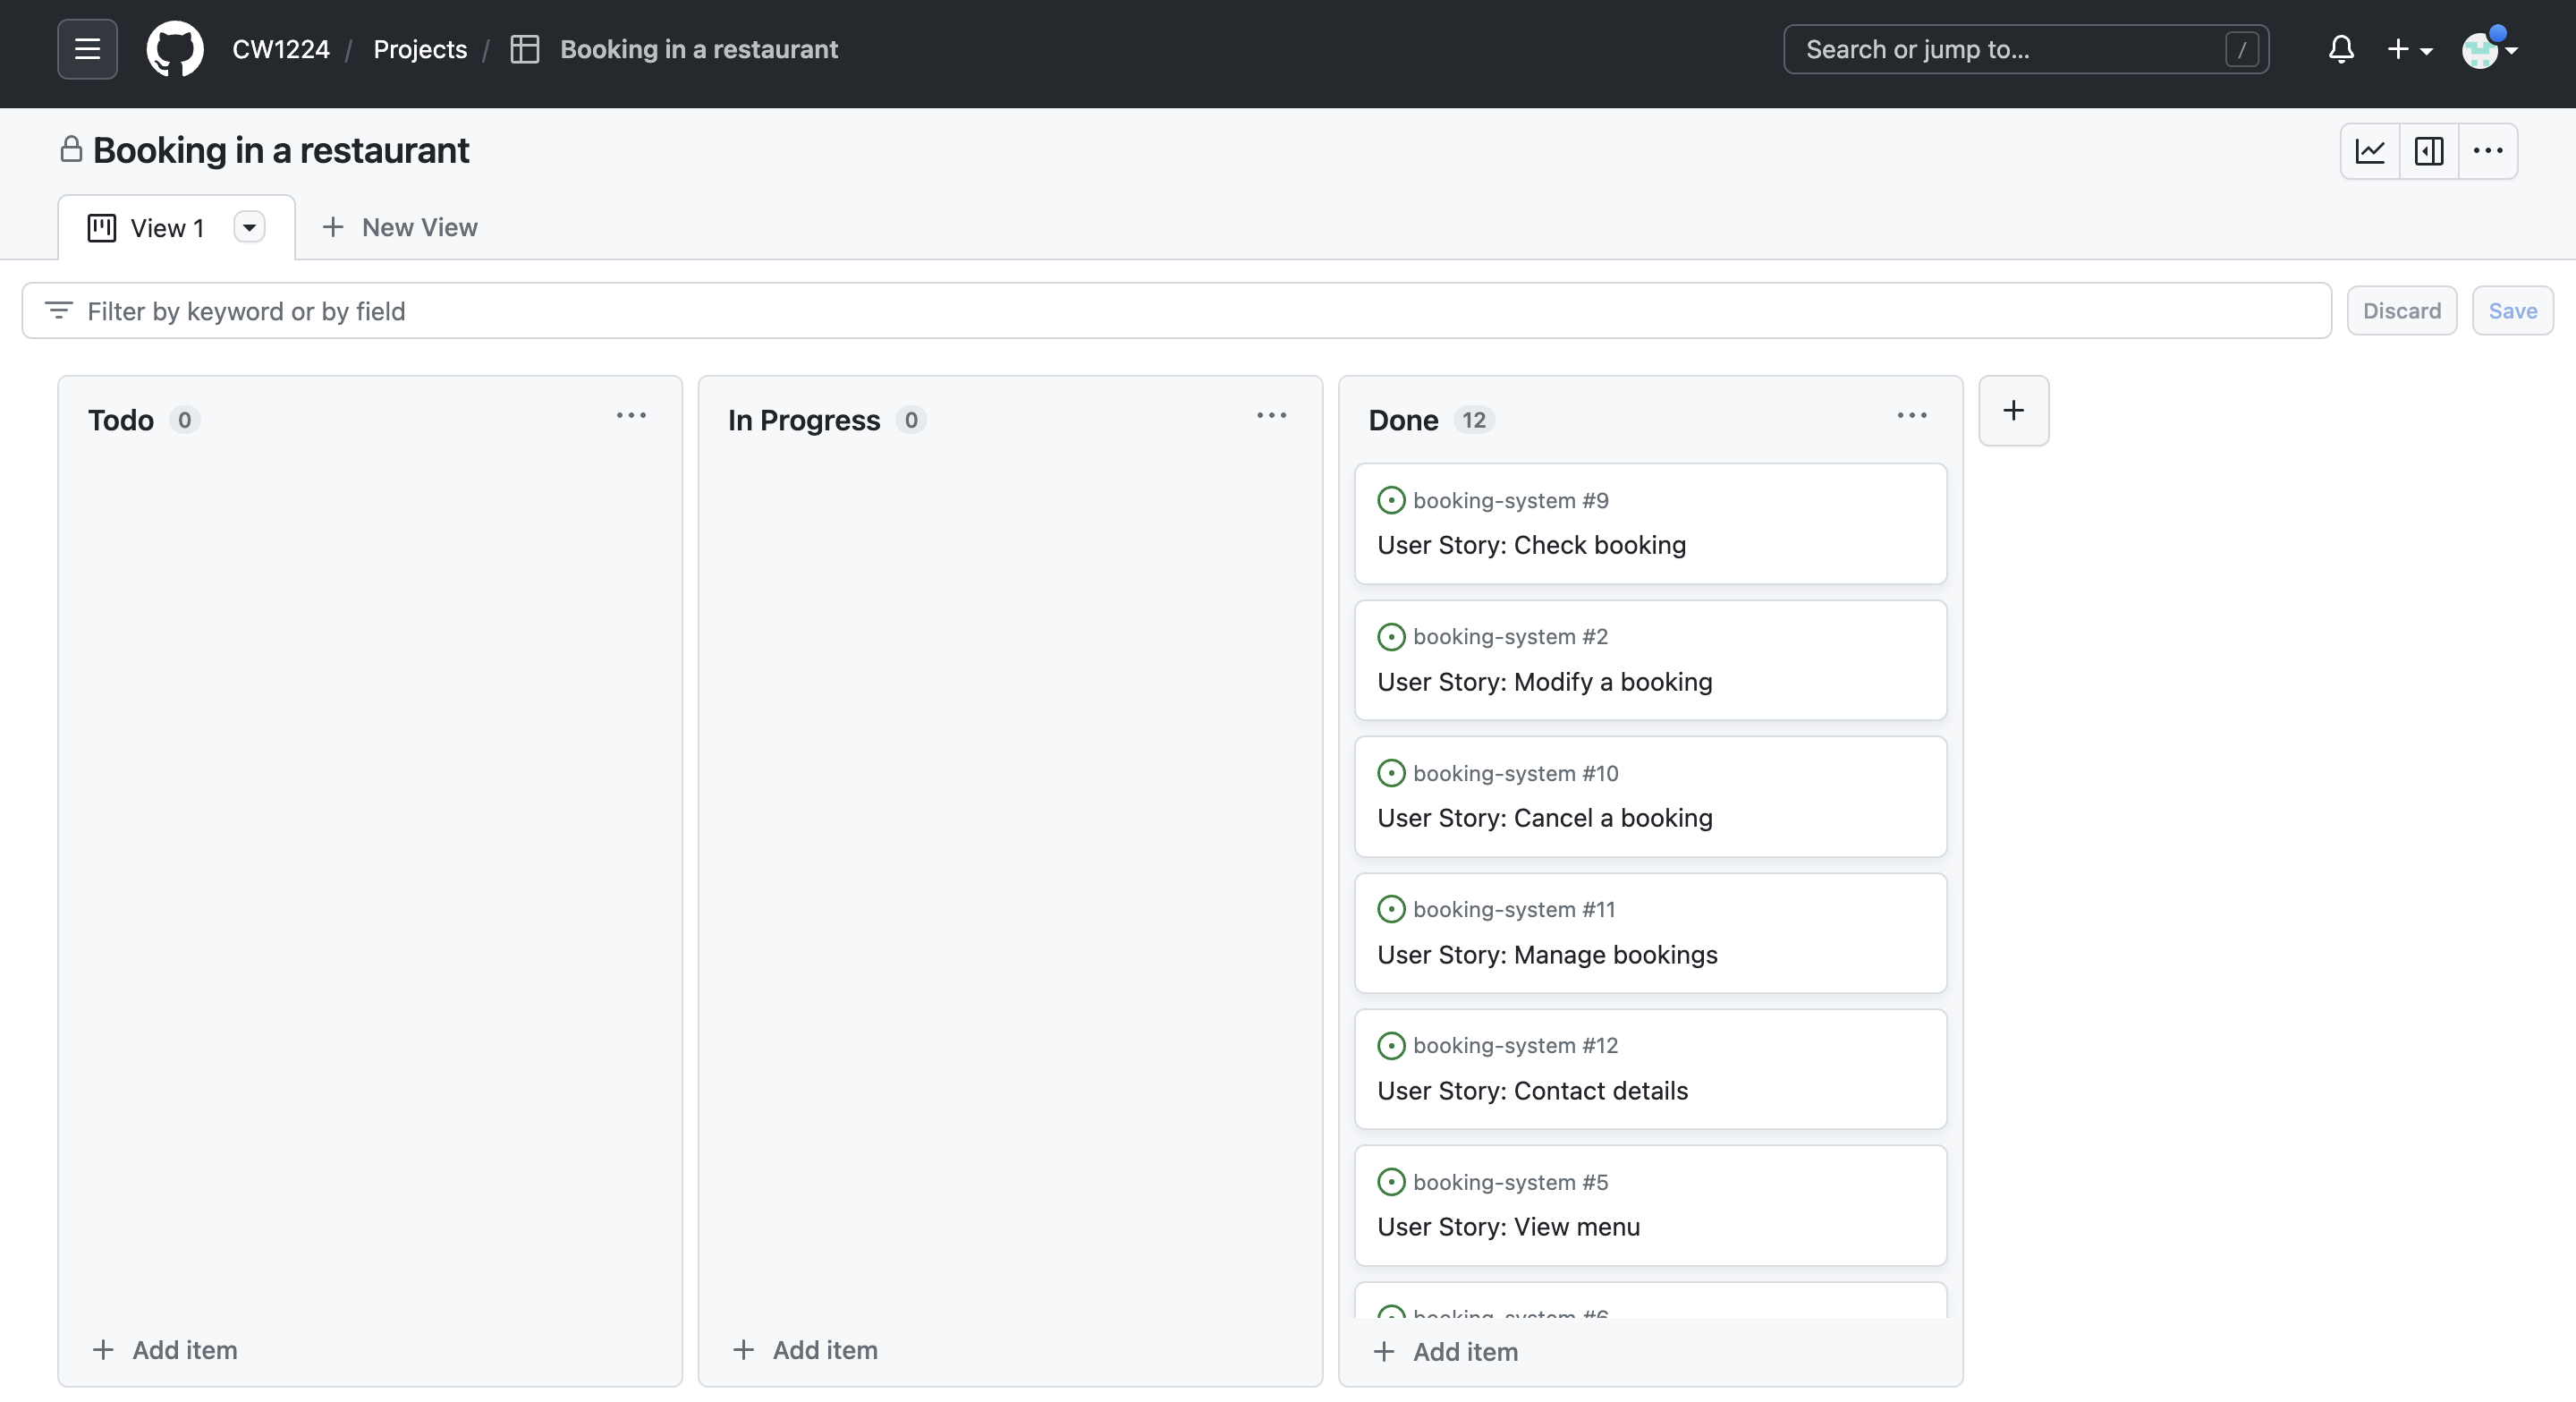 CW1224 / Projects / Booking in a restaurant
Search or jump to... /
Booking in a restaurant
View 1
New View
Filter by keyword or by field
Discard
Save
Todo 0
Add item
In Progress 0
Add item
Done 12
booking-system #9
User Story: Check booking
booking-system #2
User Story: Modify a booking
booking-system #10
User Story: Cancel a booking
booking-system #11
User Story: Manage bookings
booking-system #12
User Story: Contact details
booking-system #5
User Story: View menu
booking-system #6
Add item